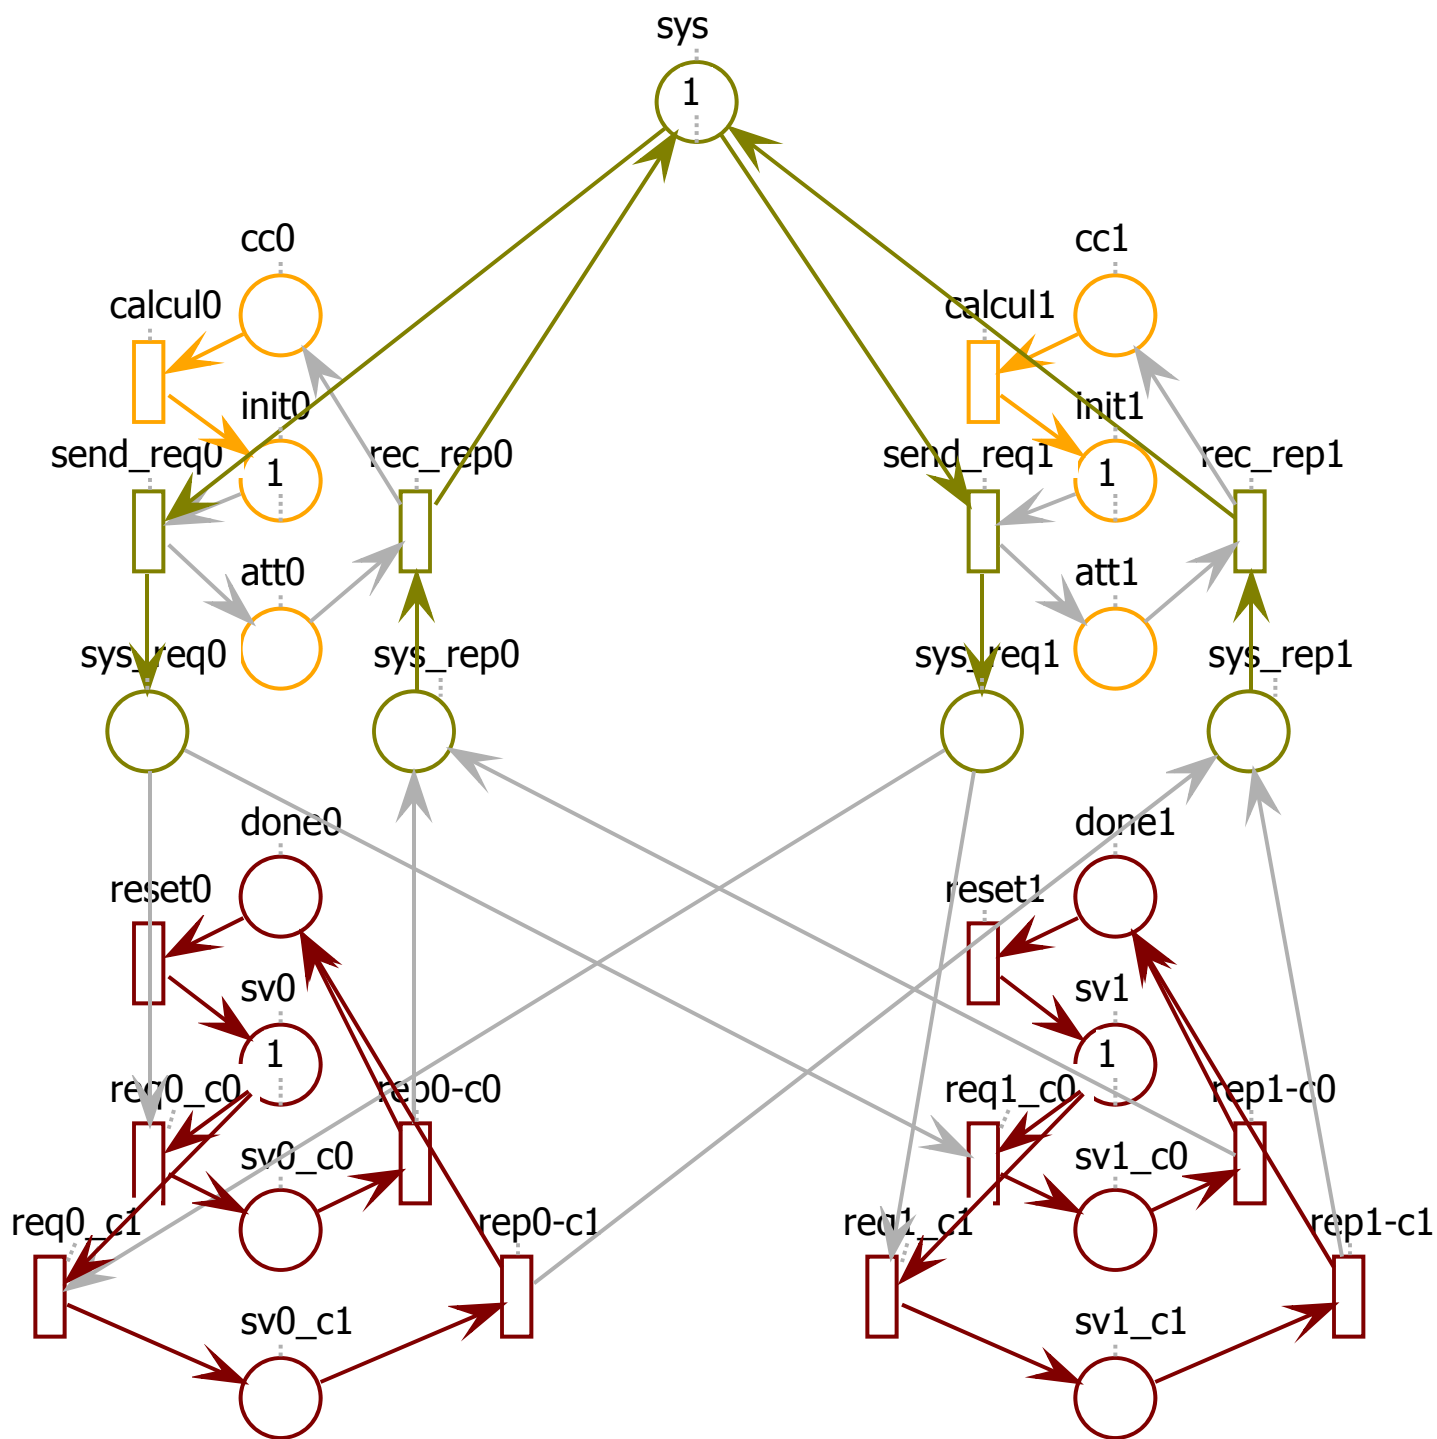 sys
1
cc0
cc1
calcul0
calcul1
init0
init1
send_req0
1
rec_rep0
send_req1
1
rec_rep1
att0
att1
sys_req0
sys_rep0
sys_req1
sys_rep1
done0
done1
reset0
reset1
sv0
sv1
1
1
req0_c0
rep0-c0
req1_c0
rep1-c0
sv0_c0
sv1_c0
req0_c1
rep0-c1
req1_c1
rep1-c1
sv0_c1
sv1_c1